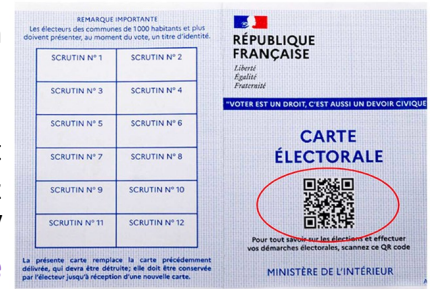 REMARQUE IMPORTANTE
Les électeurs des communes de 1000 habitants et plus
doivent présenter, au moment du vote, un titre d'identité.
SCRUTIN N° 1 SCRUTIN N° 2
SCRUTIN N° 3 SCRUTIN N° 4
SCRUTIN N° 5 SCRUTIN N° 6
SCRUTIN N° 7 SCRUTIN N° 8
SCRUTIN N° 9 SCRUTIN N° 10
SCRUTIN N° 11 SCRUTIN N° 12
La présente carte remplace la carte précédemment
délivrée, qui devra être détruite; elle doit être conservée
par l'électeur jusqu'à réception d'une nouvelle carte.
RÉPUBLIQUE
FRANÇAISE
Liberté
Égalité
Fraternité
"VOTER EST UN DROIT, C'EST AUSSI UN DEVOIR CIVIQUE
CARTE
ÉLECTORALE
Pour tout savoir sur les élections et effectuer
vos démarches électorales, scannez ce QR code
MINISTÈRE DE L'INTÉRIEUR